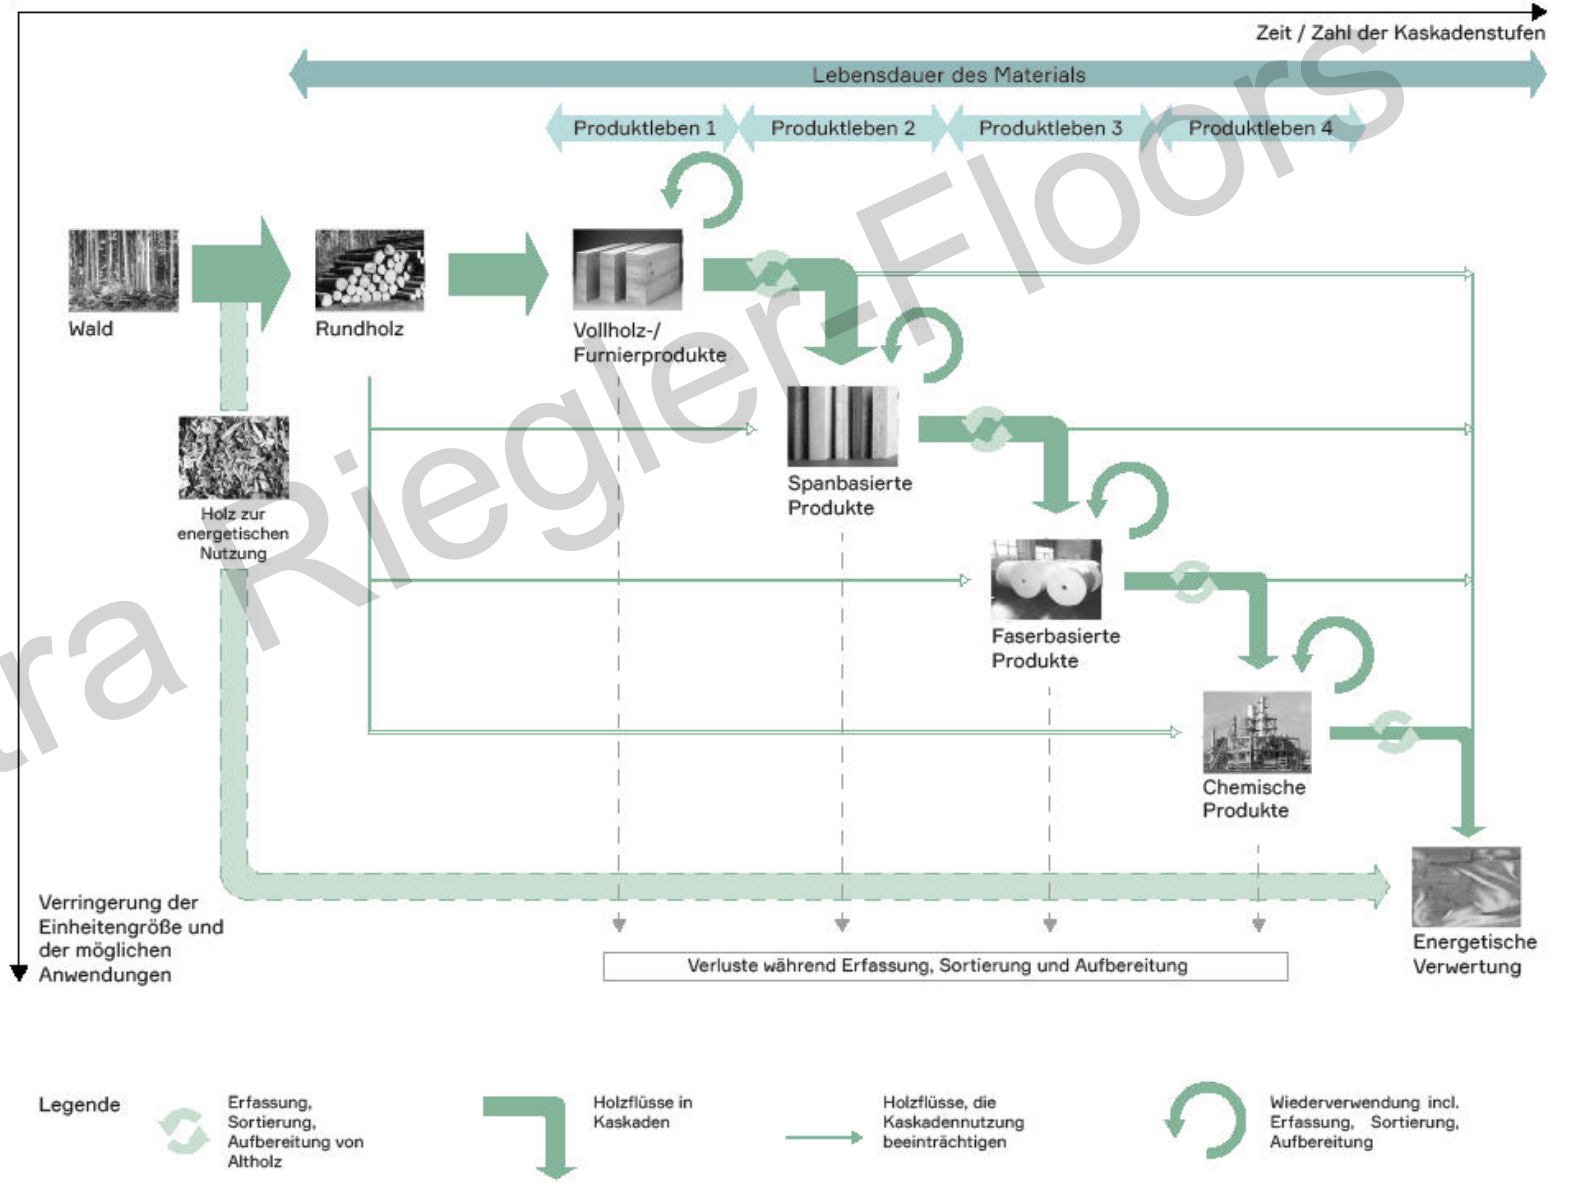 Zeit / Zahl der Kaskadenstufen
Lebensdauer des Materials
Produktleben 1
Produktleben 2
Produktleben 3
Produktleben 4
Wald
Rundholz
Vollholz-/
Furnierprodukte
Holz zur
energetischen
Nutzung
Spanbasierte
Produkte
Faserbasierte
Produkte
Chemische
Produkte
Verringerung der
Einheitengröße und
der möglichen
Anwendungen
Energetische
Verwertung
Verluste während Erfassung, Sortierung und Aufbereitung
Legende
Erfassung,
Sortierung,
Aufbereitung von
Altholz
Holzflüsse in
Kaskaden
Holzflüsse, die
Kaskadennutzung
beeinträchtigen
Wiederverwendung incl.
Erfassung, Sortierung,
Aufbereitung
tra Riegler-Floors